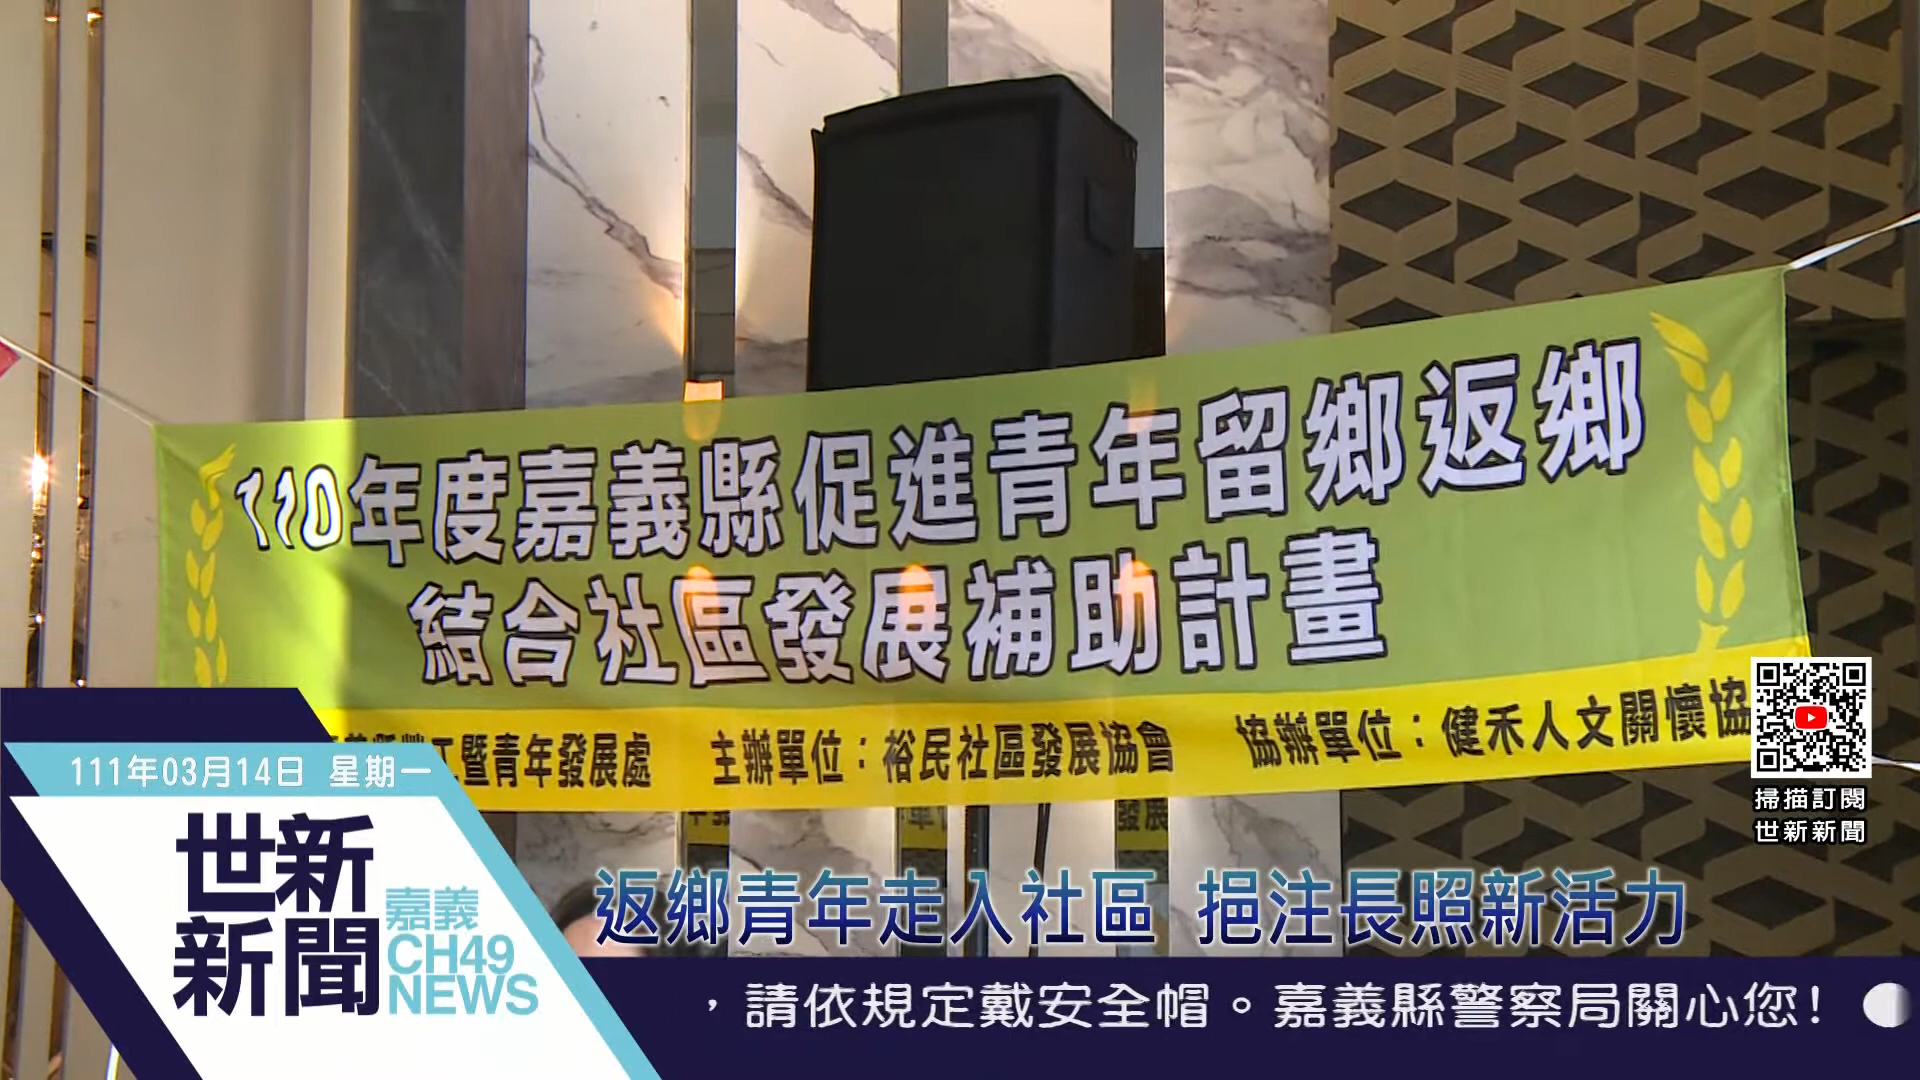 110年度嘉義縣促進青年留鄉返鄉
結合社區發展補助計畫
工暨青年發展處 主辦單位：裕民社區發展協會 協辦單位：健禾人文關懷協
111年03月14日 星期一
世新
新聞
嘉義
CH49
NEWS
掃描訂閱
世新新聞
發展
返鄉青年走入社區 挹注長照新活力
，請依規定戴安全帽。嘉義縣警察局關心您!